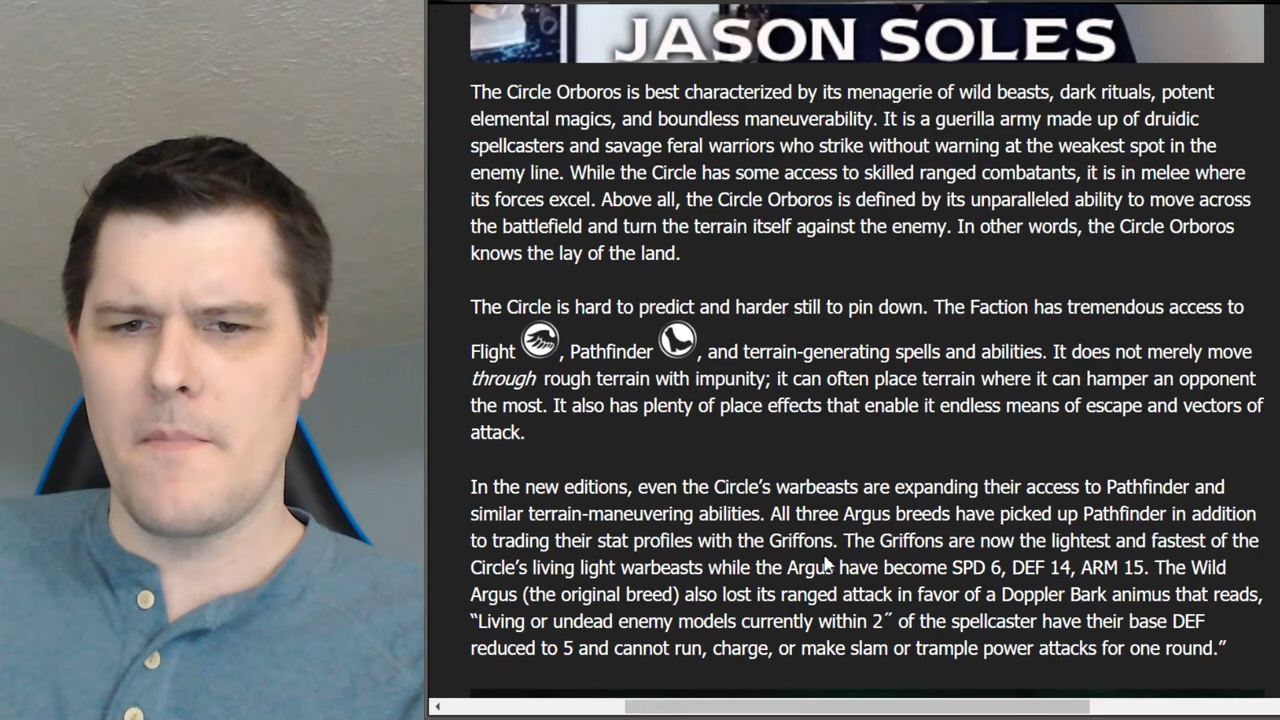 JASON SOLES
The Circle Orboros is best characterized by its menagerie of wild beasts, dark rituals, potent
elemental magics, and boundless maneuverability. It is a guerilla army made up of druidic
spellcasters and savage feral warriors who strike without warning at the weakest spot in the
enemy line. While the Circle has some access to skilled ranged combatants, it is in melee where
its forces excel. Above all, the Circle Orboros is defined by its unparalleled ability to move across
the battlefield and turn the terrain itself against the enemy. In other words, the Circle Orboros
knows the lay of the land.
The Circle is hard to predict and harder still to pin down. The Faction has tremendous access to
Flight , Pathfinder , and terrain-generating spells and abilities. It does not merely move
through rough terrain with impunity; it can often place terrain where it can hamper an opponent
the most. It also has plenty of place effects that enable it endless means of escape and vectors of
attack.
In the new editions, even the Circle’s warbeasts are expanding their access to Pathfinder and
similar terrain-maneuvering abilities. All three Argus breeds have picked up Pathfinder in addition
to trading their stat profiles with the Griffons. The Griffons are now the lightest and fastest of the
Circle’s living light warbeasts while the Argus have become SPD 6, DEF 14, ARM 15. The Wild
Argus (the original breed) also lost its ranged attack in favor of a Doppler Bark animus that reads,
“Living or undead enemy models currently within 2˝ of the spellcaster have their base DEF
reduced to 5 and cannot run, charge, or make slam or trample power attacks for one round.”